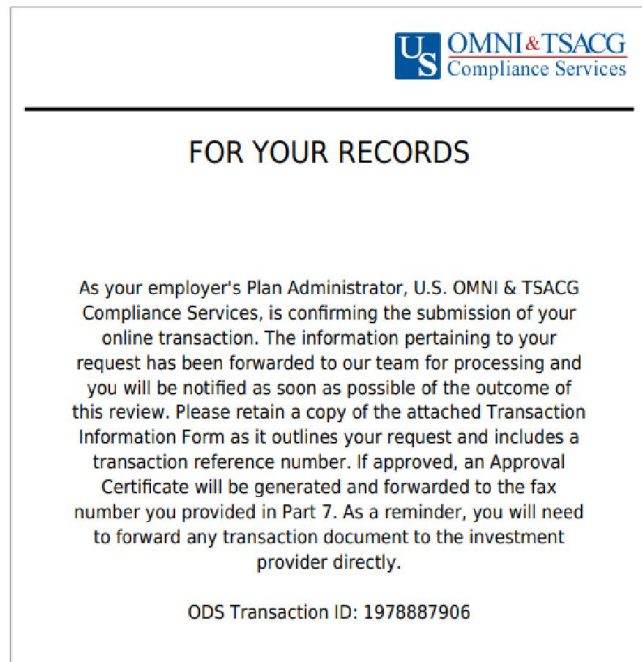 US OMNI & TSACG
Compliance Services
FOR YOUR RECORDS
As your employer's Plan Administrator, U.S. OMNI & TSACG
Compliance Services, is confirming the submission of your
online transaction. The information pertaining to your
request has been forwarded to our team for processing and
you will be notified as soon as possible of the outcome of
this review. Please retain a copy of the attached Transaction
Information Form as it outlines your request and includes a
transaction reference number. If approved, an Approval
Certificate will be generated and forwarded to the fax
number you provided in Part 7. As a reminder, you will need
to forward any transaction document to the investment
provider directly.
ODS Transaction ID: 1978887906